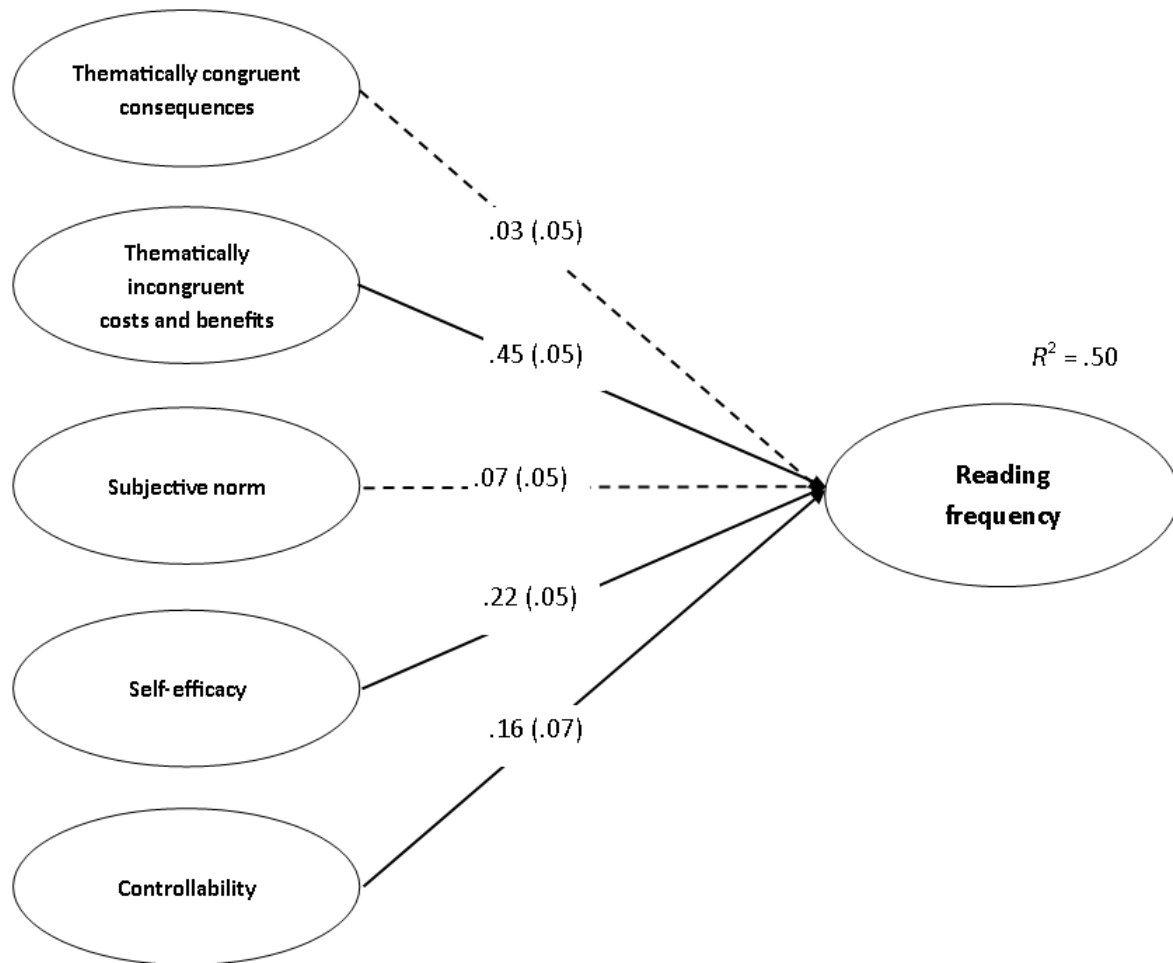 Thematically congruent
consequences
.03 (.05)
Thematically
incongruent
costs and benefits
.45 (.05)
R² = .50
Subjective norm
.07 (.05)
Reading
frequency
.22 (.05)
Self-efficacy
.16 (.07)
Controllability